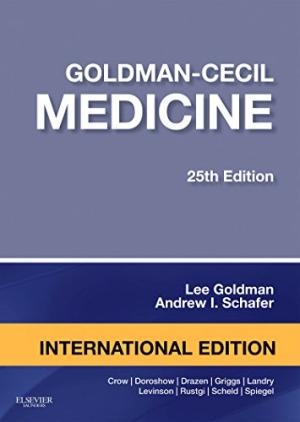 GOLDMAN-CECIL
MEDICINE
25th Edition
Lee Goldman
Andrew I. Schafer
INTERNATIONAL EDITION
Crow | Doroshow | Drazen | Griggs | Landry
Levinson | Rustgi | Scheld | Spiegel
ELSEVIER
SAUNDERS